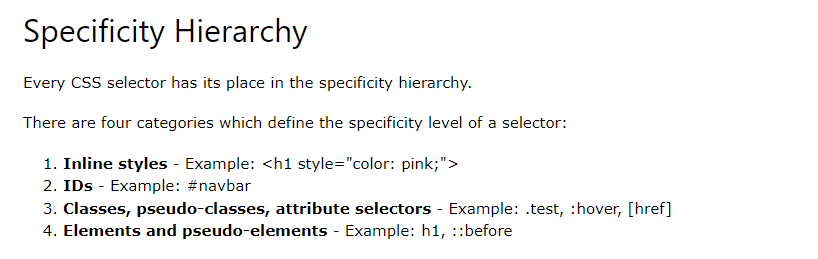 Specificity Hierarchy
Every CSS selector has its place in the specificity hierarchy.
There are four categories which define the specificity level of a selector:
1. Inline styles - Example: <h1 style="color: pink;">
2. IDs - Example: #navbar
3. Classes, pseudo-classes, attribute selectors - Example: .test, :hover, [href]
4. Elements and pseudo-elements - Example: h1, ::before